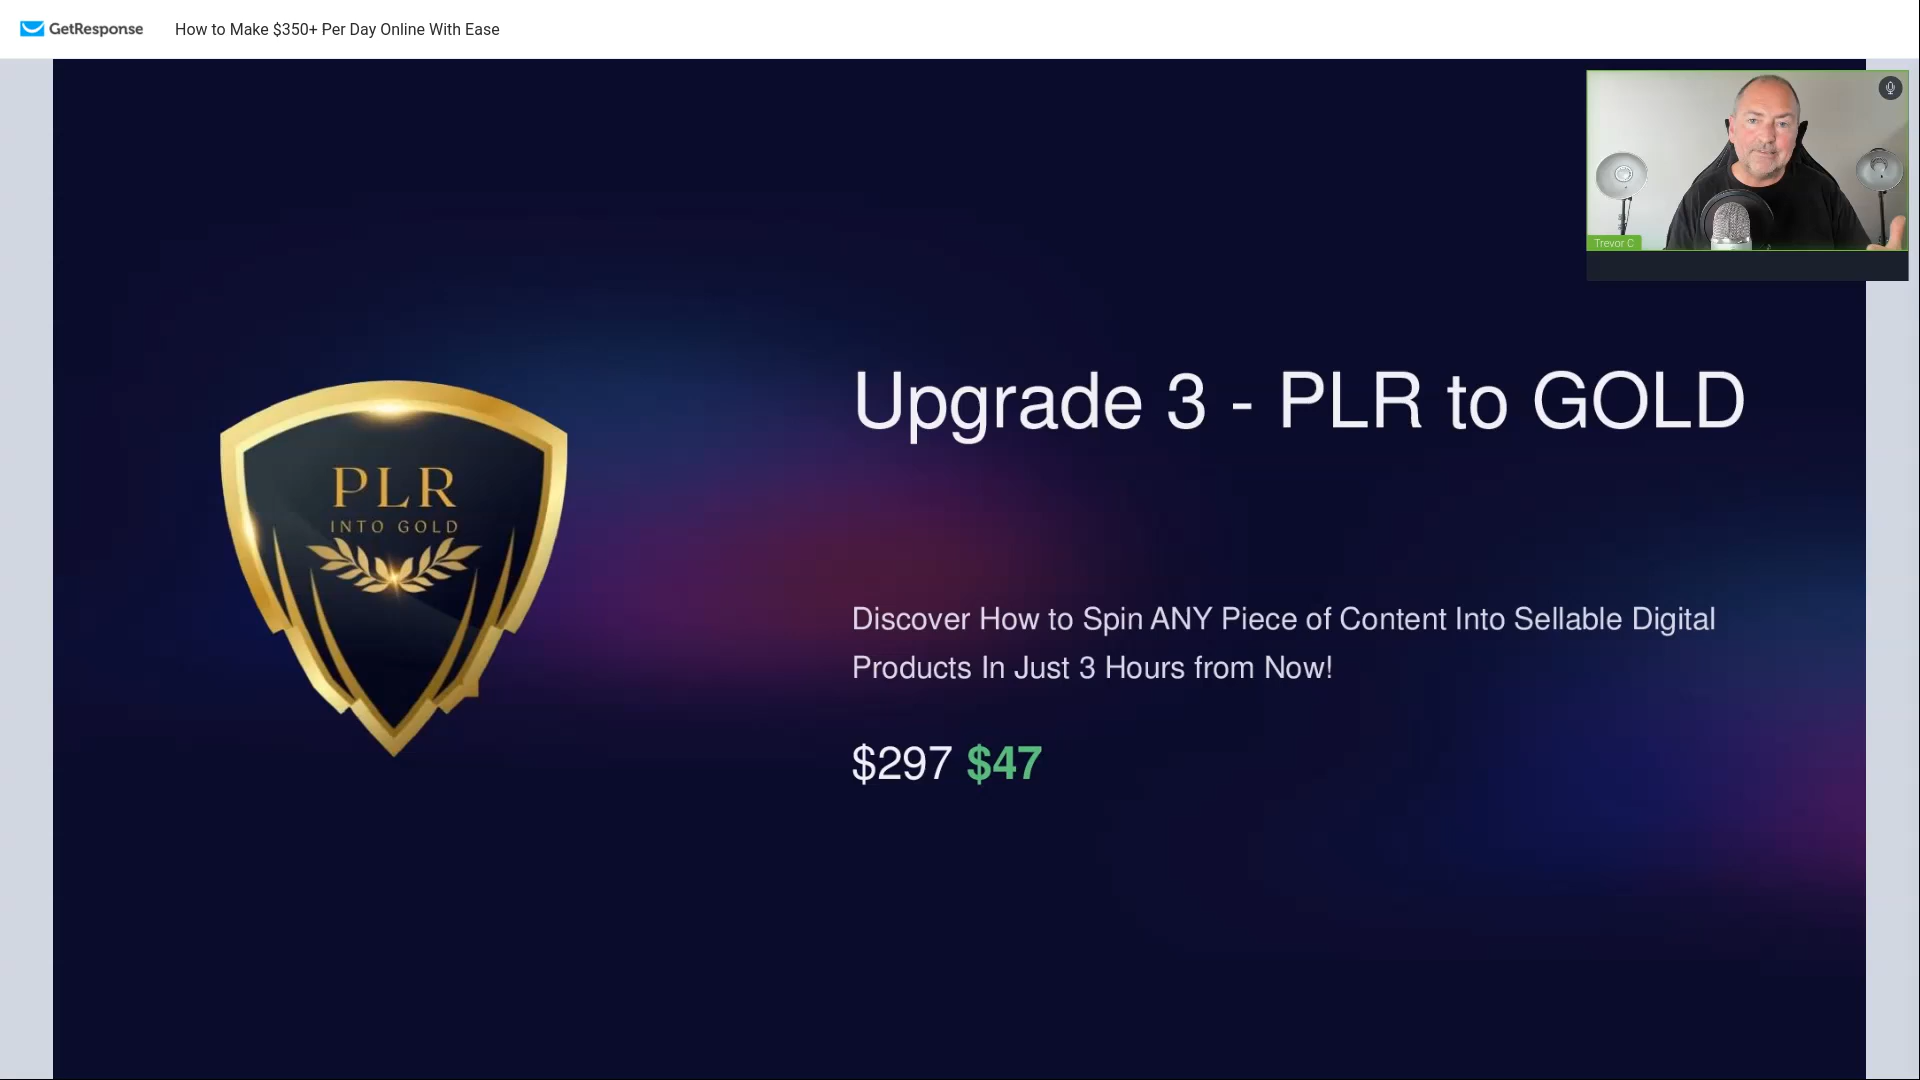 GetResponse
How to Make $350+ Per Day Online With Ease
Trevor C
Upgrade 3 - PLR to GOLD
PLR
INTO GOLD
Discover How to Spin ANY Piece of Content Into Sellable Digital
Products In Just 3 Hours from Now!
$297 $47